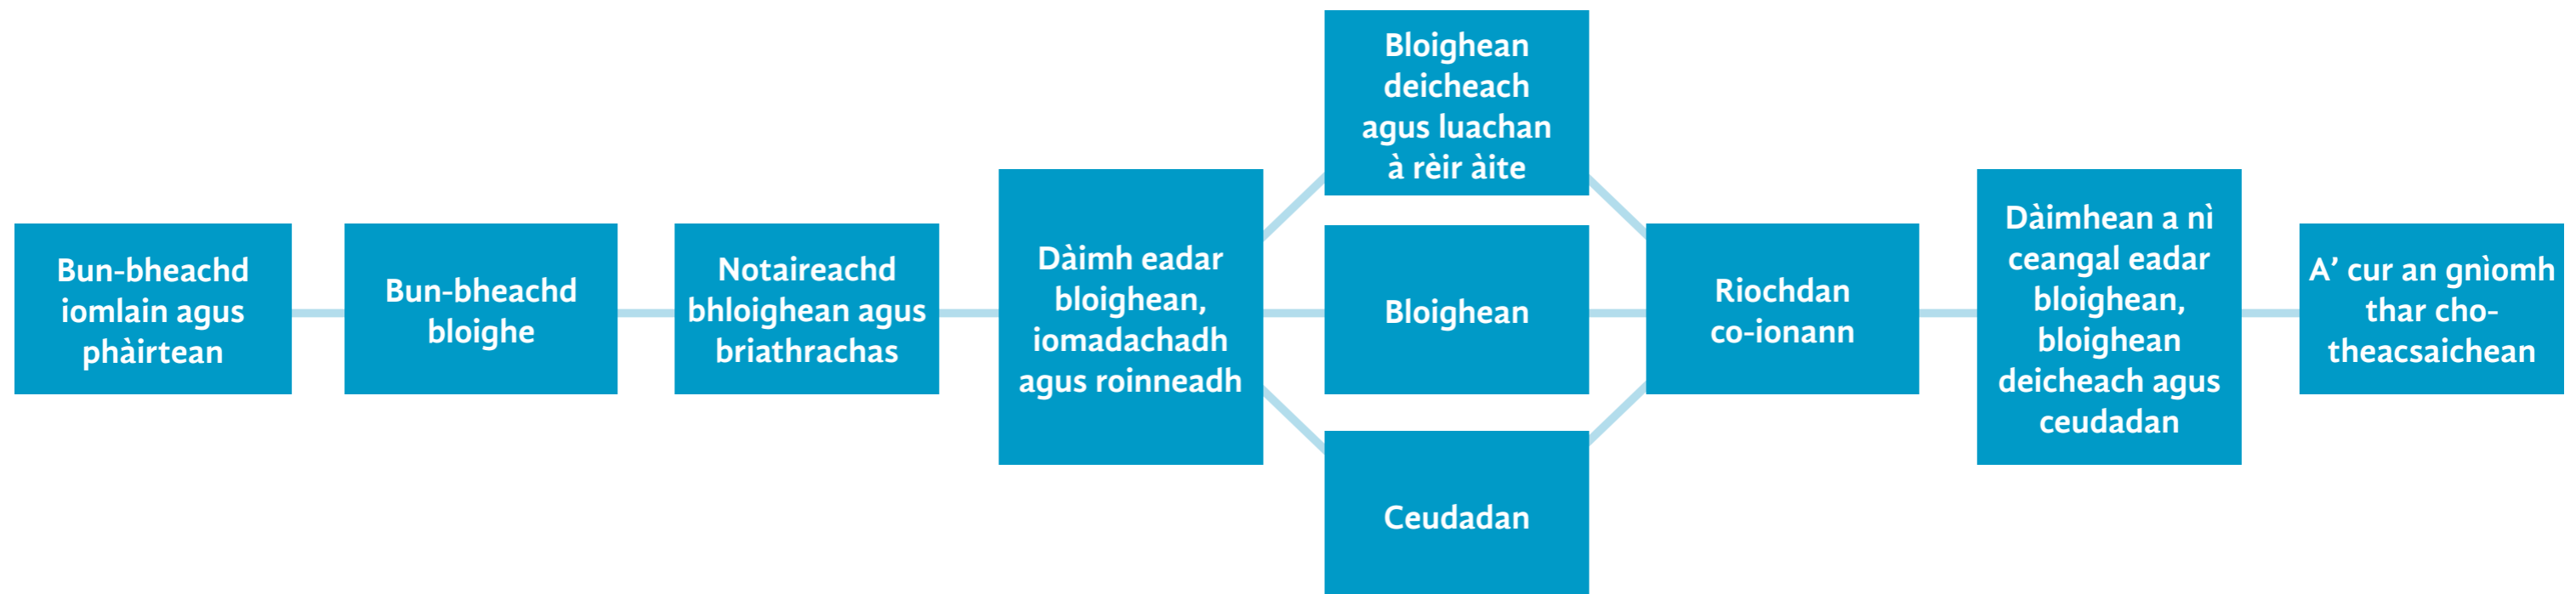 Bun-bheachd
iomlain agus
phàirtean
Bun-bheachd
bloighe
Notaireachd
bhloighean agus
briathrachas
Dàimh eadar
bloighean,
iomadachadh
agus roinneadh
Bloighean
deicheach
agus luachan
à rèir àite
Bloighean
Ceudadan
Riochdan
co-ionann
Dàimhean a nì
ceangal eadar
bloighean,
bloighean
deicheach agus
ceudadan
A’ cur an gnìomh
thar cho-
theacsaichean